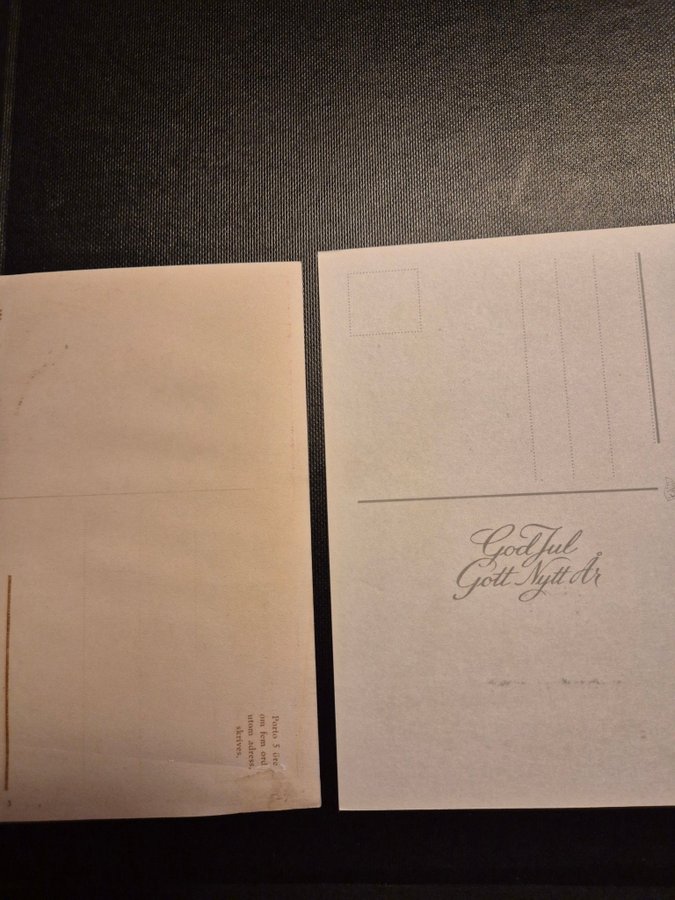 Porto 5 öre
om fem ord
utom adress,
skrives.
God Jul
Gott Nytt År